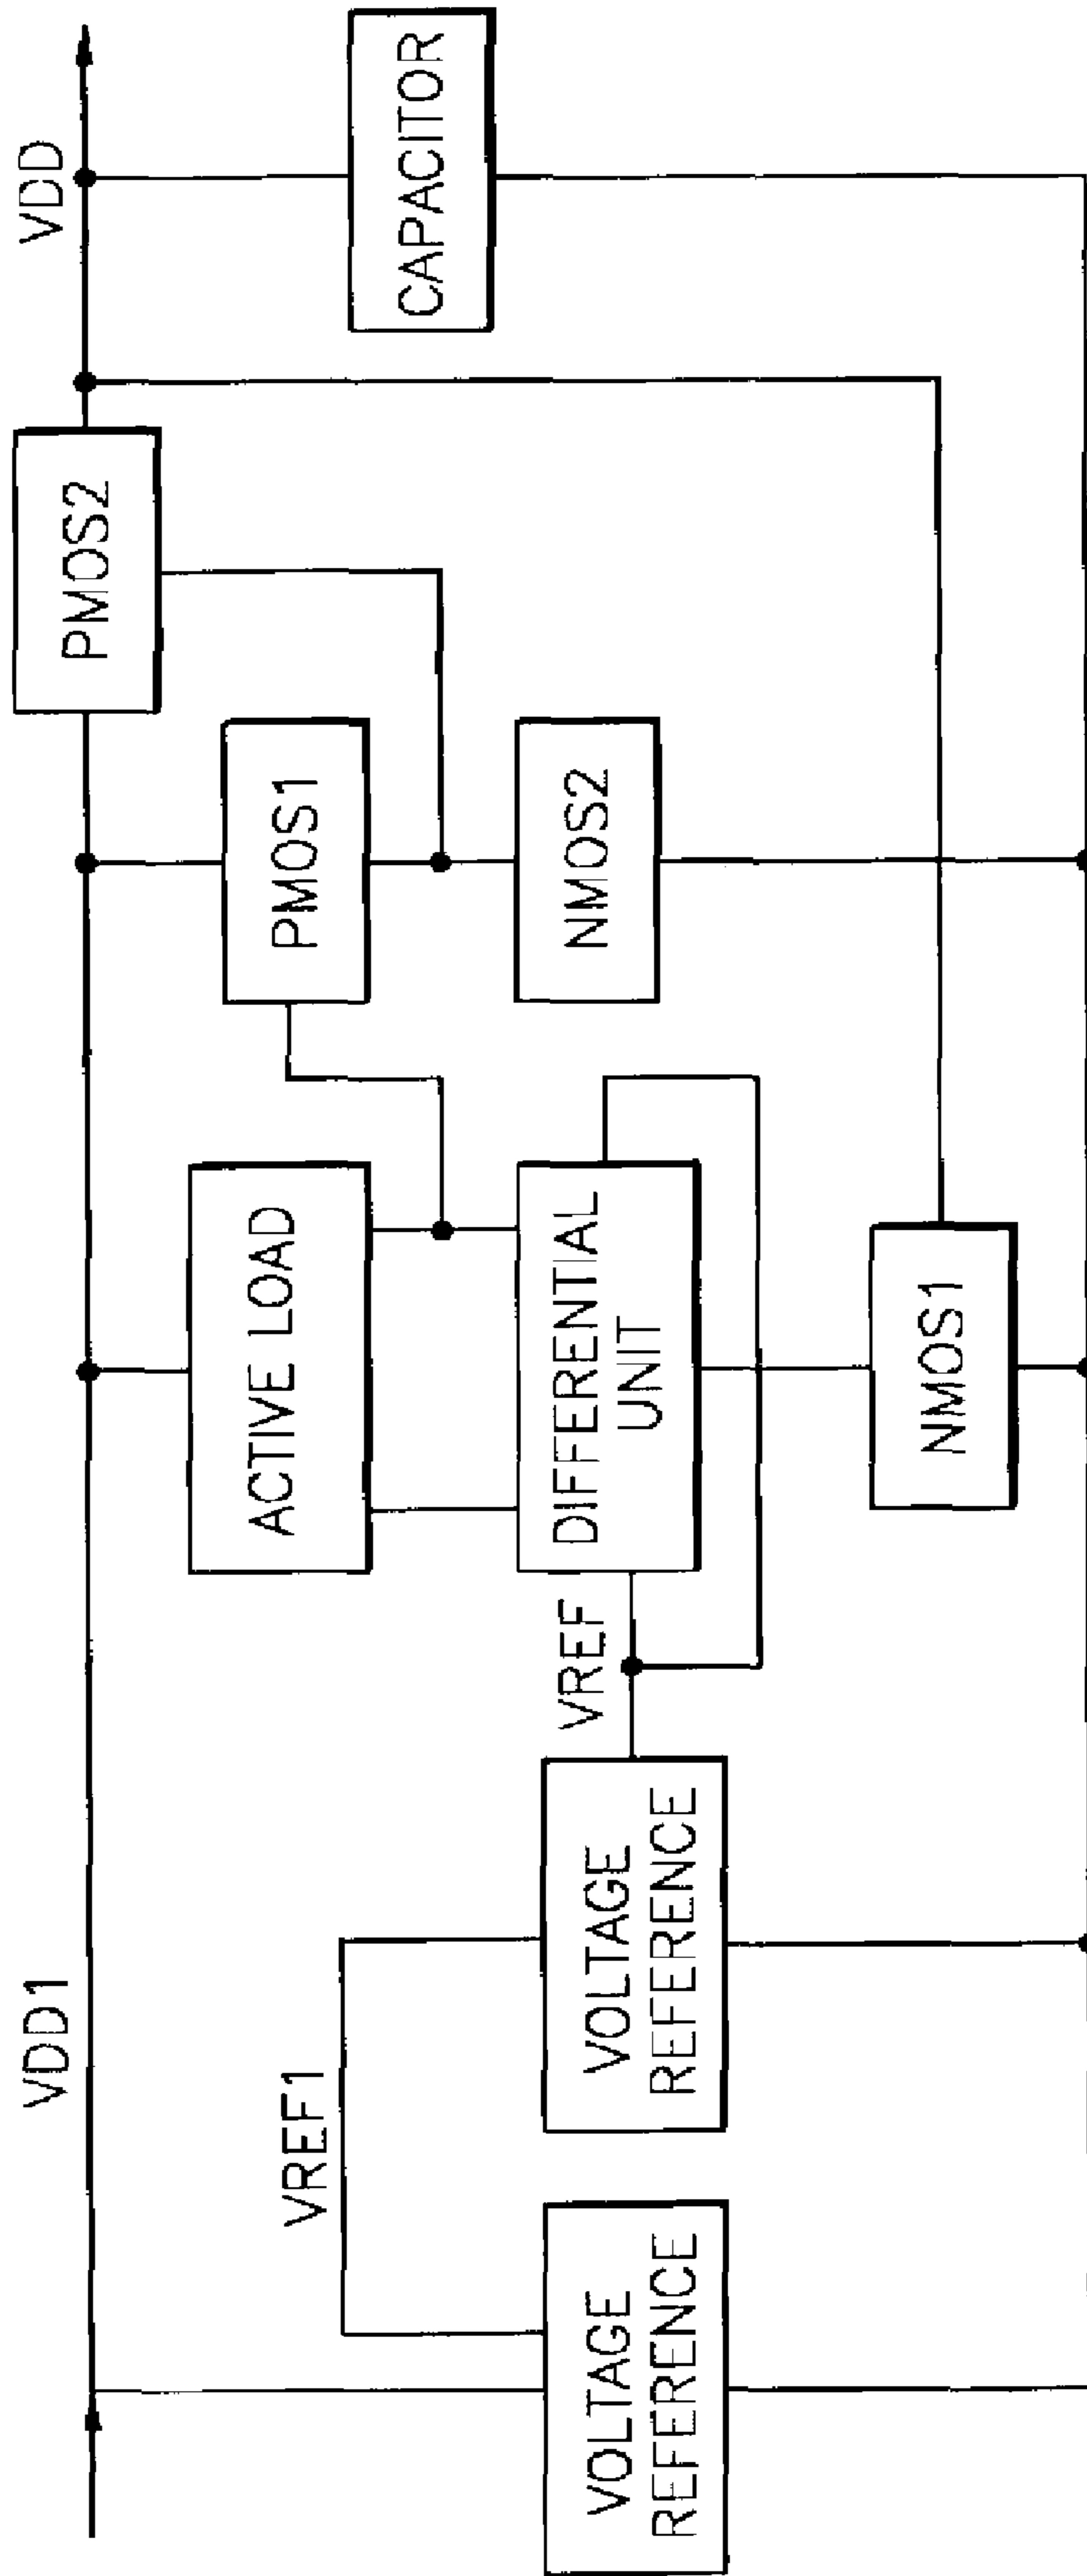 VDD1
VDD
PMOS2
VREF1
ACTIVE LOAD
PMOS1
CAPACITOR
VOLTAGE
REFERENCE
VOLTAGE
REFERENCE
VREF
DIFFERENTIAL
UNIT
NMOS2
NMOS1